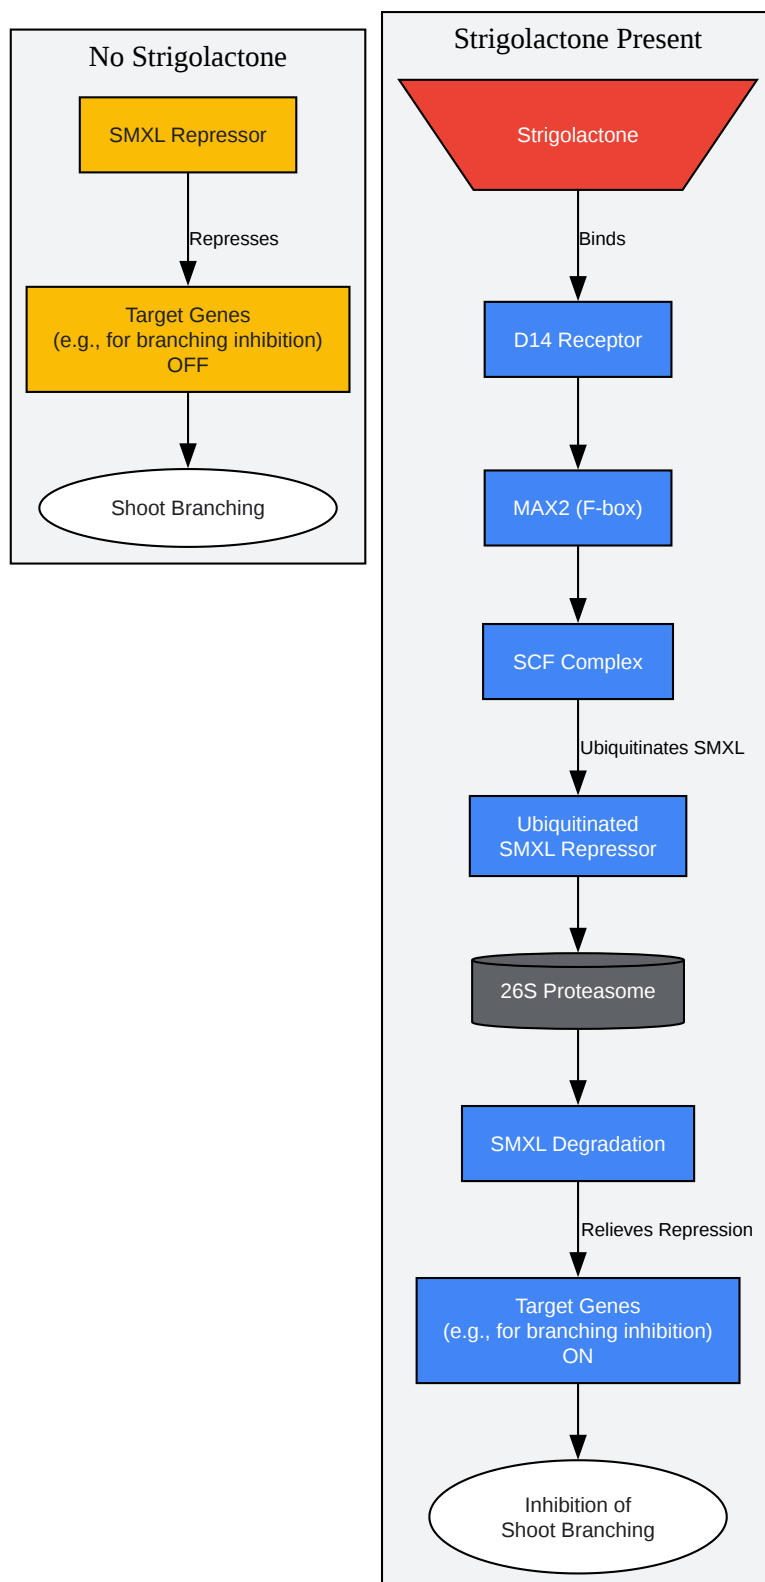 No Strigolactone
SMXL Repressor
Represses
Target Genes
(e.g., for branching inhibition)
OFF
Shoot Branching
Strigolactone Present
Strigolactone
Binds
D14 Receptor
MAX2 (F-box)
SCF Complex
Ubiquitinates SMXL
Ubiquitinated
SMXL Repressor
26S Proteasome
SMXL Degradation
Relieves Repression
Target Genes
(e.g., for branching inhibition)
ON
Inhibition of
Shoot Branching